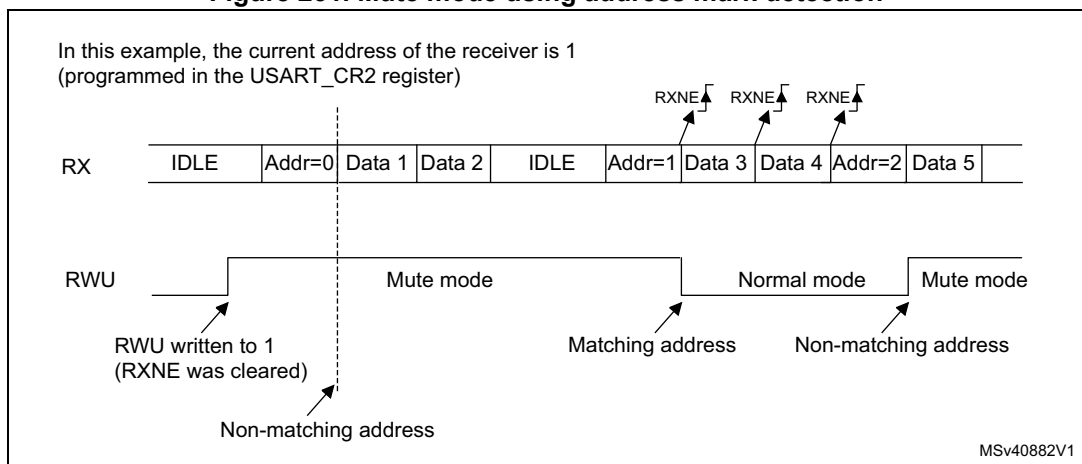 Figure 291. Mute mode using address mark detection
In this example, the current address of the receiver is 1
(programmed in the USART_CR2 register)
RXNE RXNE RXNE
RX IDLE Addr=0 Data 1 Data 2 IDLE Addr=1 Data 3 Data 4 Addr=2 Data 5
RWU Mute mode Normal mode Mute mode
RWU written to 1 Matching address Non-matching address
(RXNE was cleared)
Non-matching address
MSv40882V1